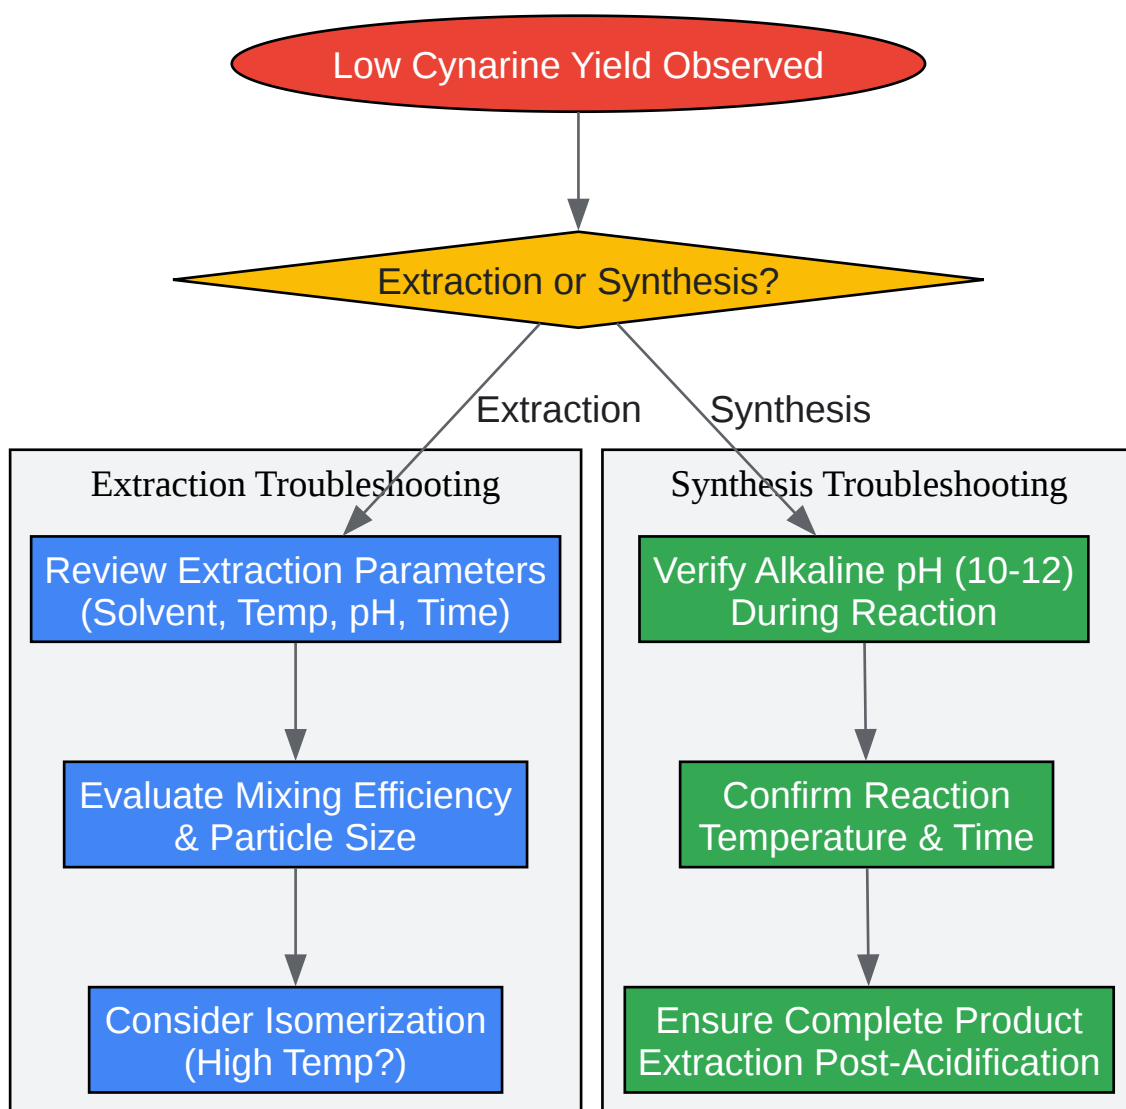 Low Cynarine Yield Observed
Extraction or Synthesis?
Extraction
Synthesis
Extraction Troubleshooting
Review Extraction Parameters
(Solvent, Temp, pH, Time)
Evaluate Mixing Efficiency
& Particle Size
Consider Isomerization
(High Temp?)
Synthesis Troubleshooting
Verify Alkaline pH (10-12)
During Reaction
Confirm Reaction
Temperature & Time
Ensure Complete Product
Extraction Post-Acidification